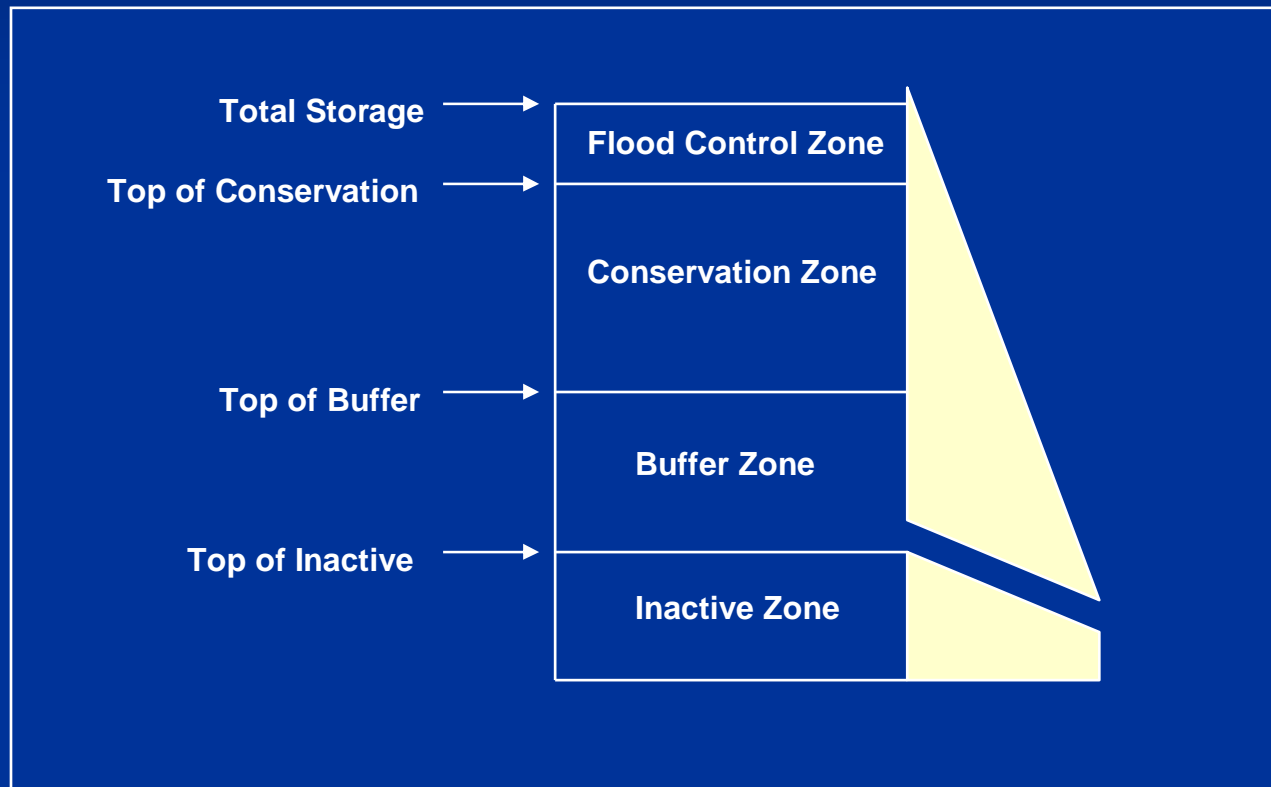 Total Storage
Flood Control Zone
Top of Conservation
Conservation Zone
Top of Buffer
Buffer Zone
Top of Inactive
Inactive Zone